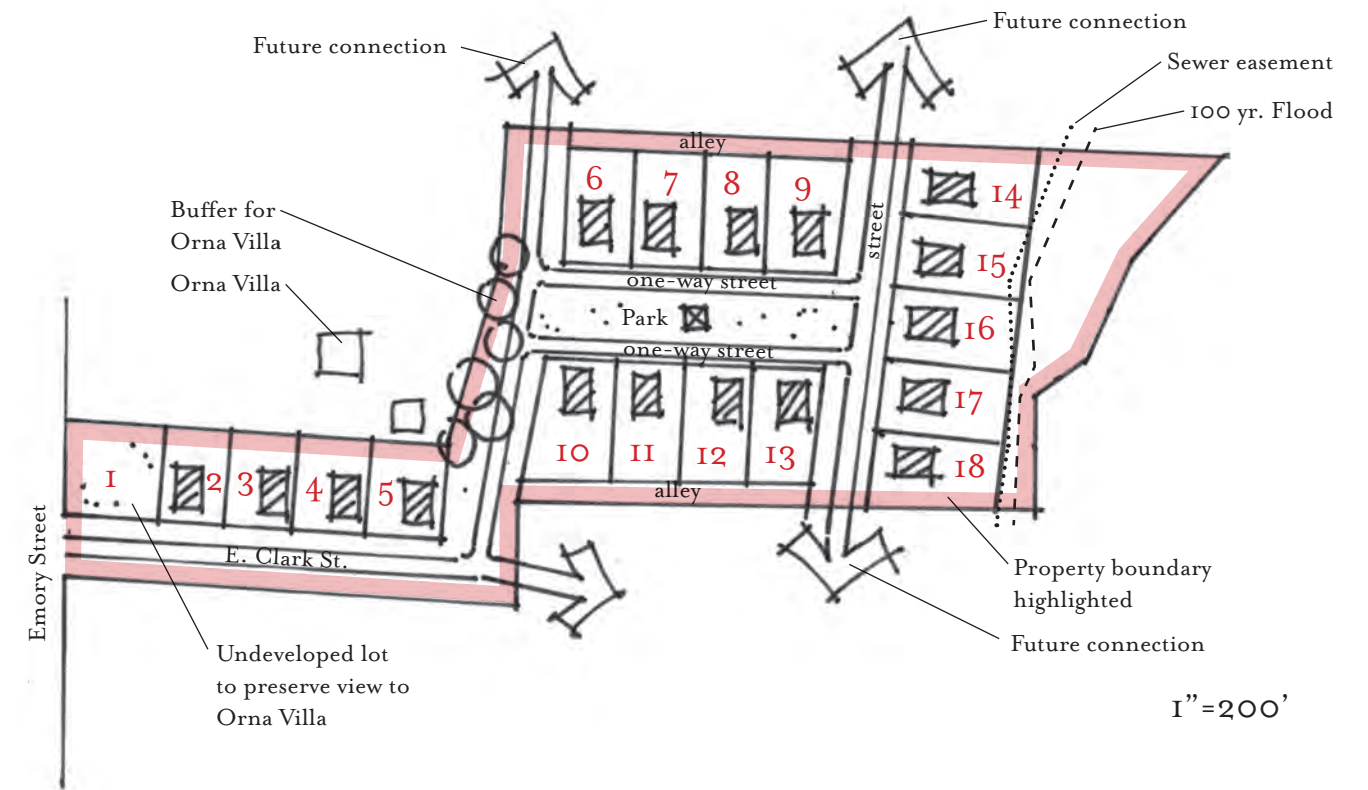 Future connection
Future connection
Sewer easement
100 yr. Flood
alley
6
7
8
9
14
Buffer for
Orna Villa
street
15
one-way street
Orna Villa
Park
16
one-way street
17
10
11
12
13
18
1
2
3
4
5
alley
E. Clark St.
Emory Street
Property boundary
highlighted
Future connection
Undeveloped lot
to preserve view to
Orna Villa
1”=200’